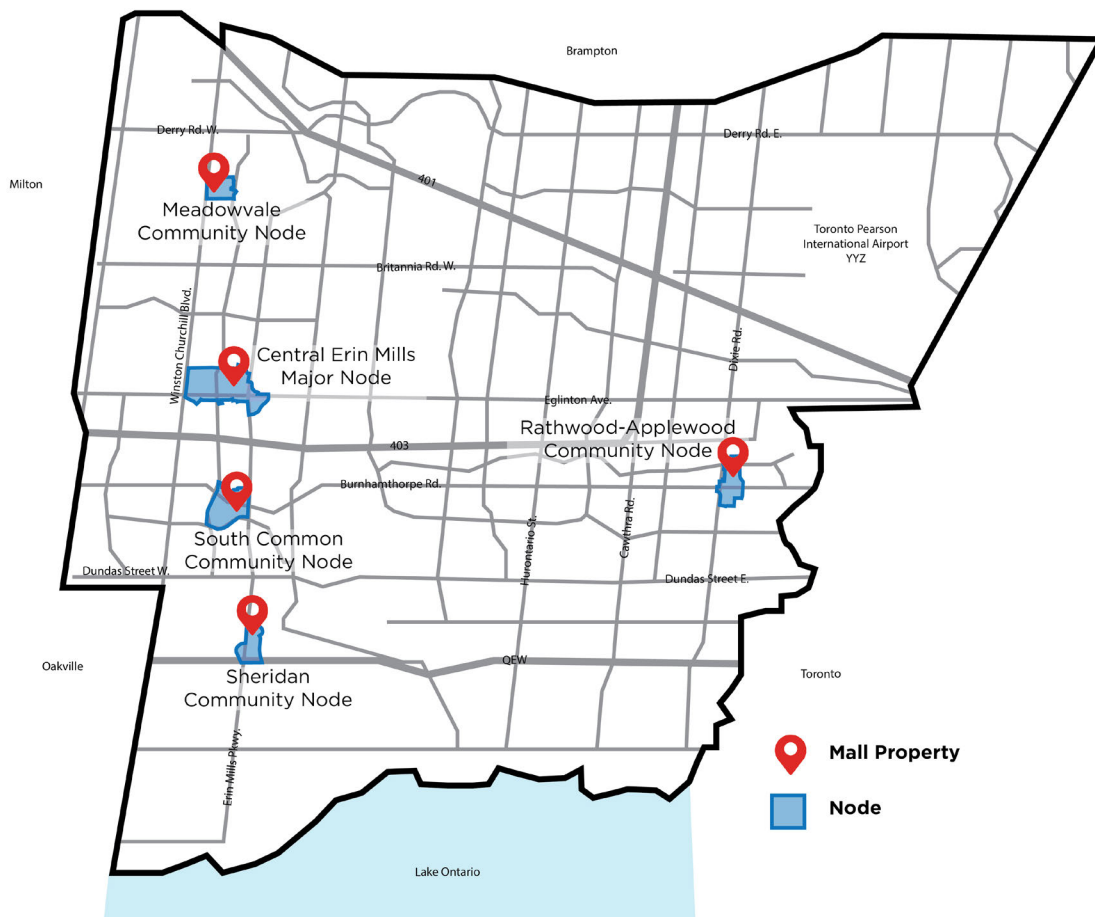 Brampton
Derry Rd. W.
Derry Rd. E.
401
Milton
Meadowvale
Community Node
Toronto Pearson
International Airport
YYZ
Britannia Rd. W.
Winston Churchill Blvd.
Dixie Rd.
Central Erin Mills
Major Node
Eglinton Ave.
Rathwood-Applewood
Community Node
403
Burnhamthorpe Rd.
Hurontario St.
Cawthra Rd.
South Common
Community Node
Dundas Street W.
Dundas Street E.
Oakville
QEW
Toronto
Sheridan
Community Node
Erin Mills Pkwy.
Mall Property
Node
Lake Ontario